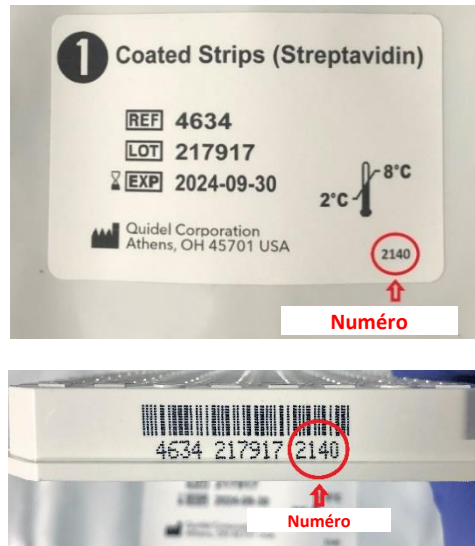 1 Coated Strips (Streptavidin)
REF 4634
LOT 217917
EXP 2024-09-30
8°C
2°C
Quidel Corporation
Athens, OH 45701 USA
2140
Numéro
4634 217917 2140
Numéro